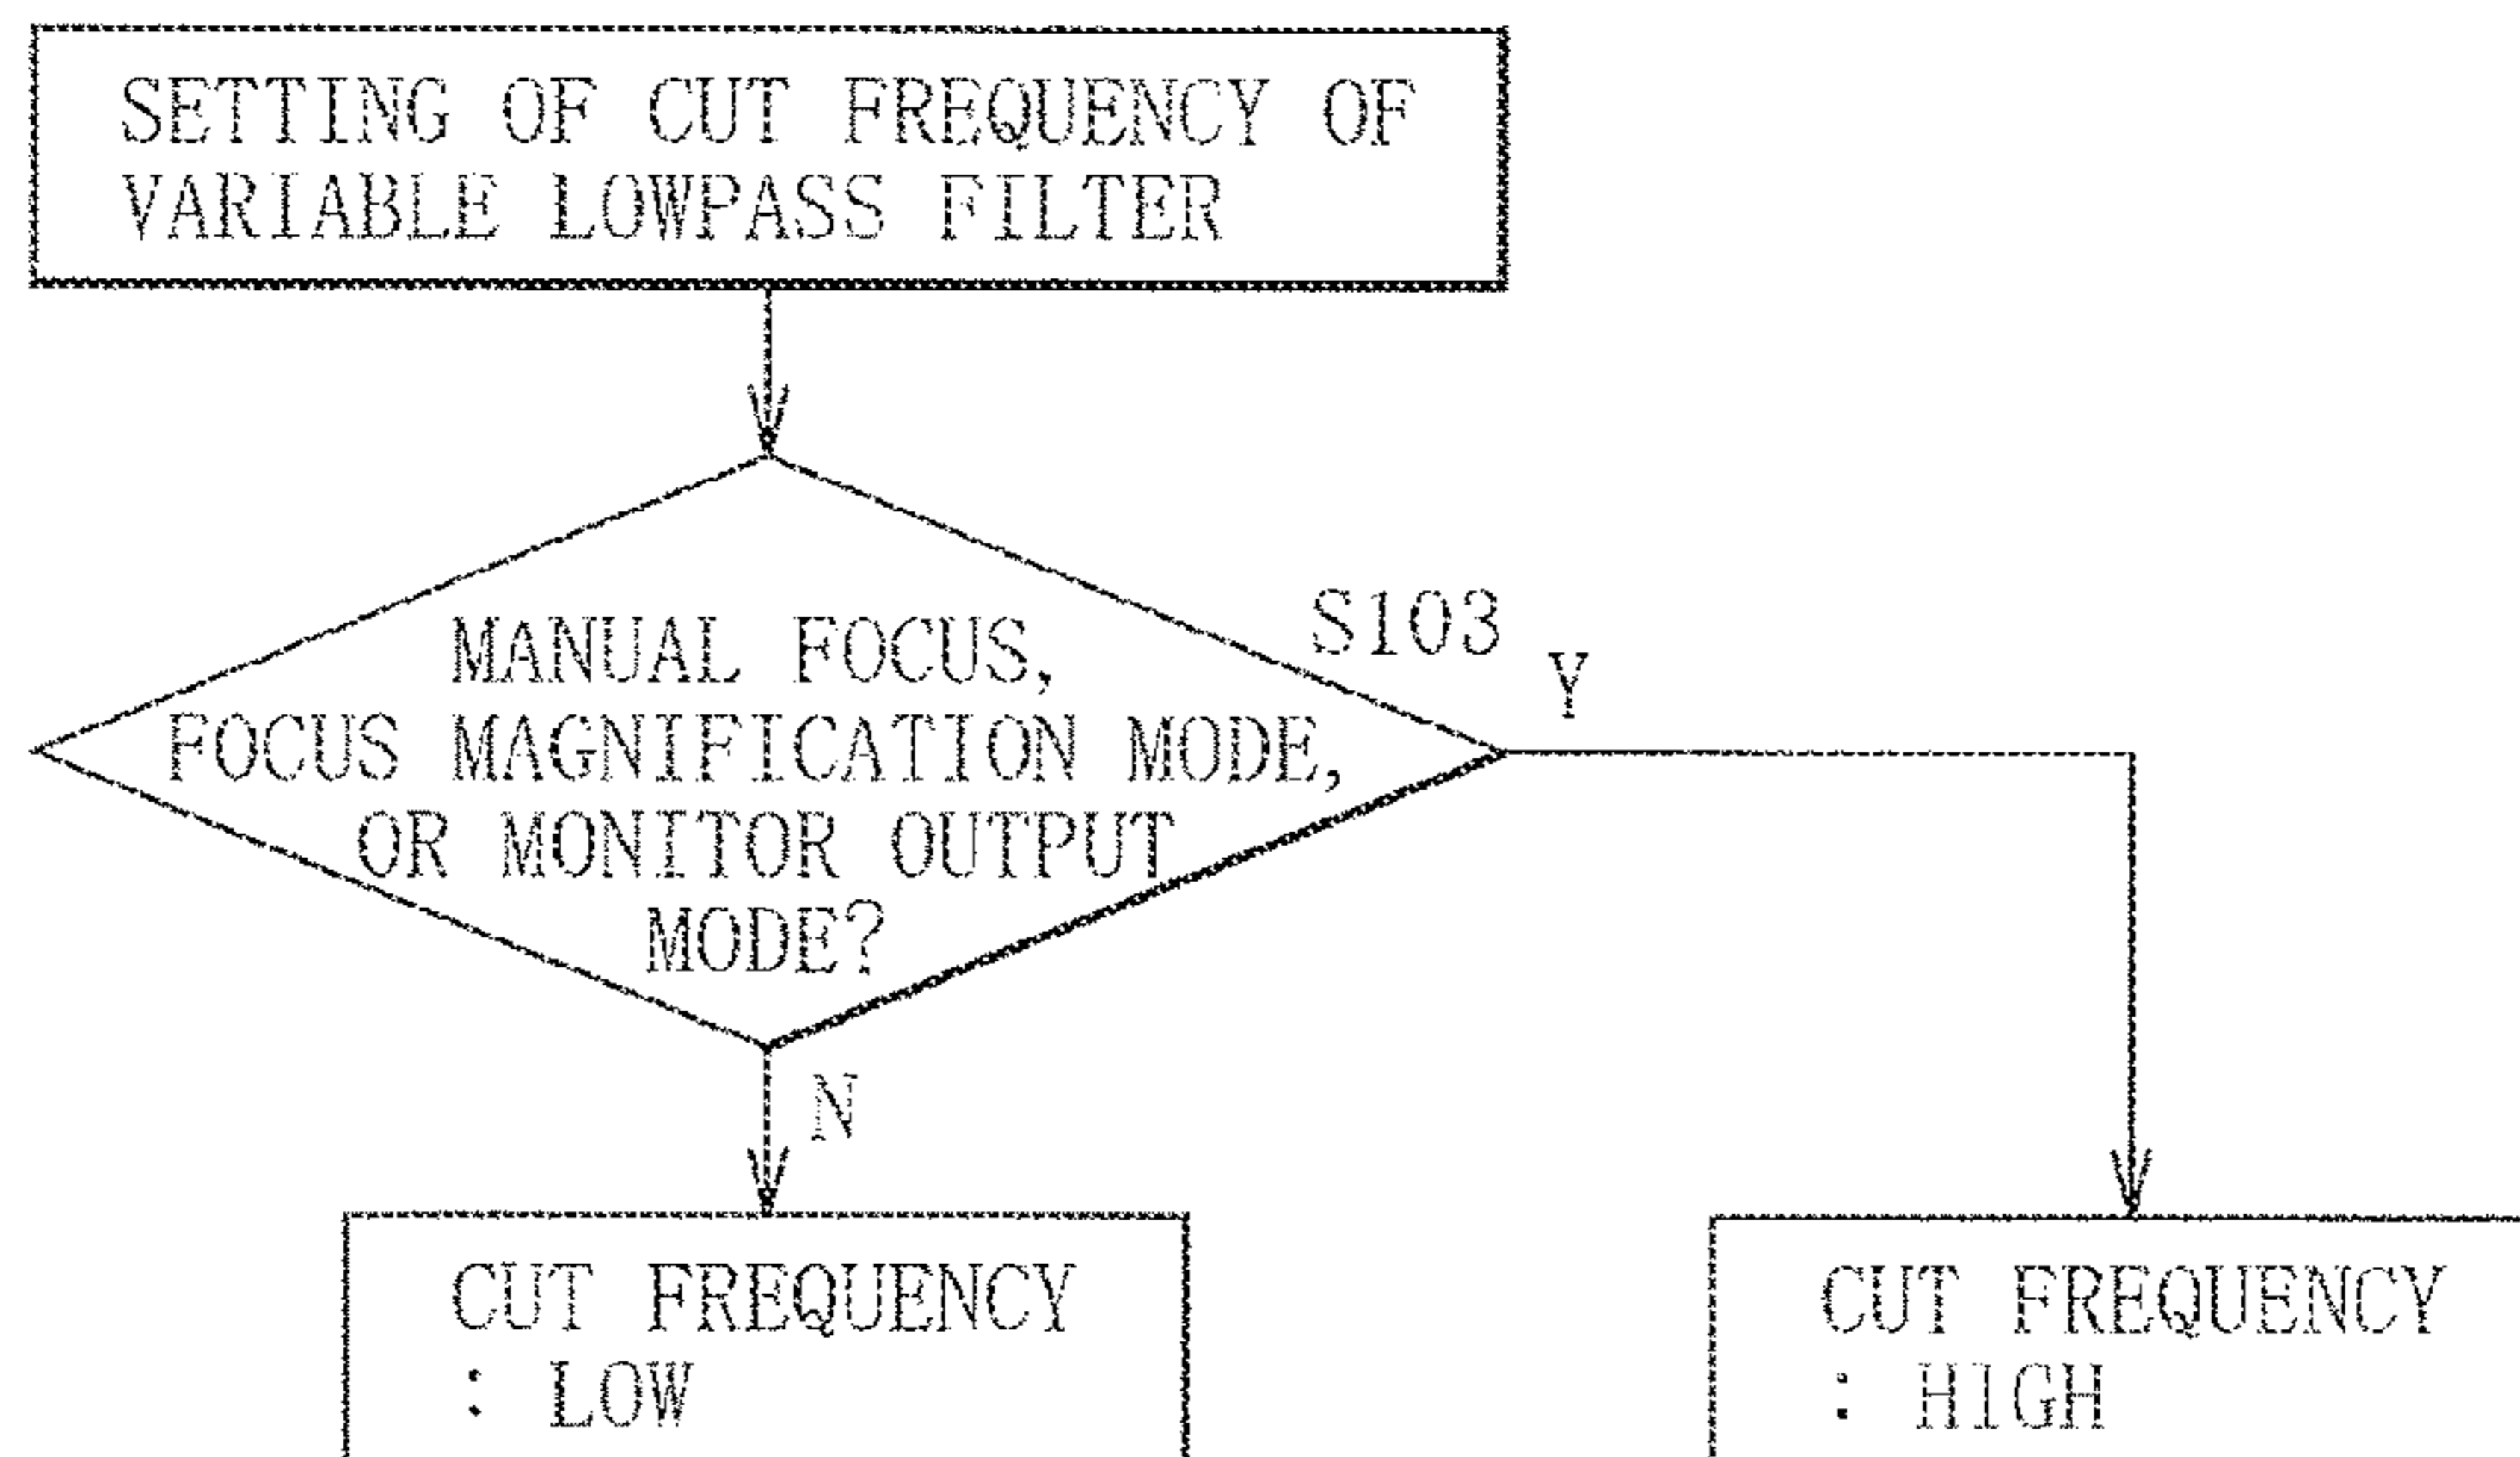 SETTING OF CUT FREQUENCY OF
VARIABLE LOWPASS FILTER
S103
Y
MANUAL FOCUS,
FOCUS MAGNIFICATION MODE,
OR MONITOR OUTPUT
MODE?
N
CUT FREQUENCY
: LOW
CUT FREQUENCY
: HIGH